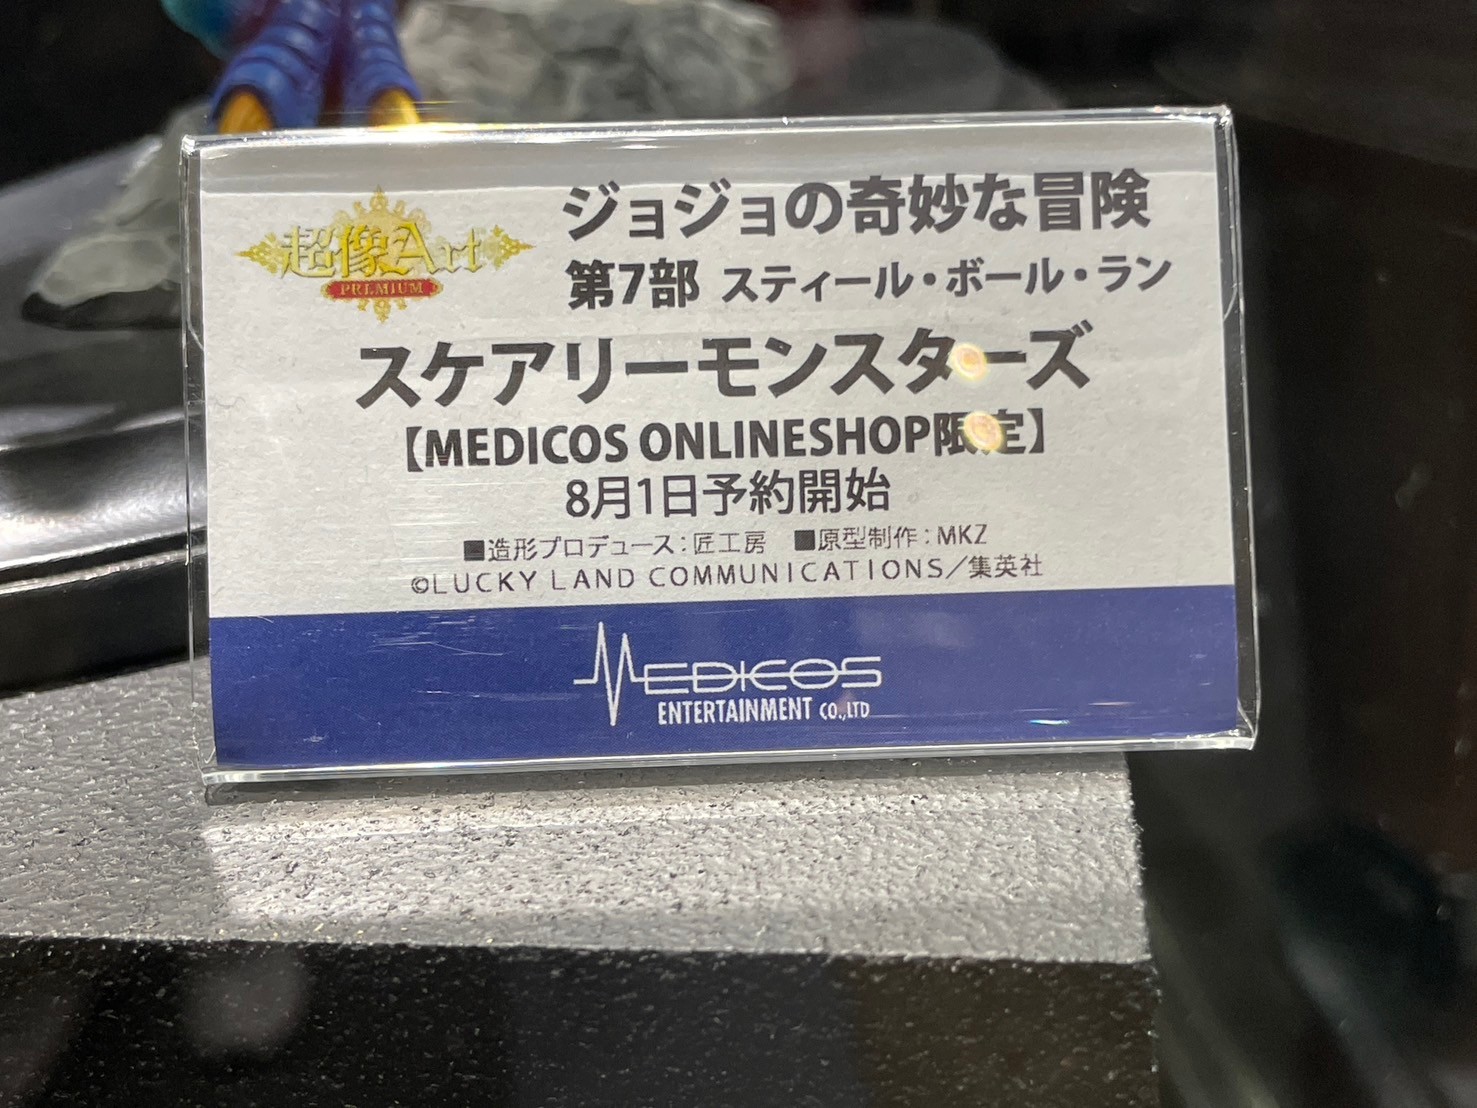 超像Art
PREMIUM
ジョジョの奇妙な冒険
第7部 スティール・ボール・ラン
スケアリーモンスターズ
【MEDICOS ONLINESHOP限定】
8月1日予約開始
■造形プロデュース：匠工房 ■原型制作：MKZ
©LUCKY LAND COMMUNICATIONS／集英社
MEDICOS
ENTERTAINMENT CO.,LTD